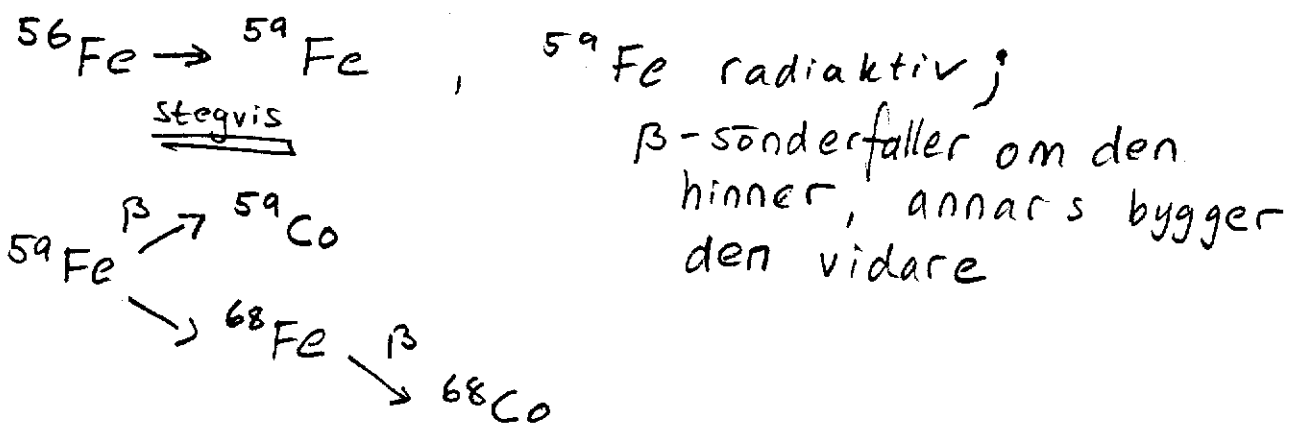 ⁵⁶Fe → ⁵⁹Fe , ⁵⁹Fe radiaktiv ;
stegvis
β-sönderfaller om den
hinner, annars bygger
den vidare
⁵⁹Fe β→ ⁵⁹Co
→ ⁶⁸Fe β→ ⁶⁸Co